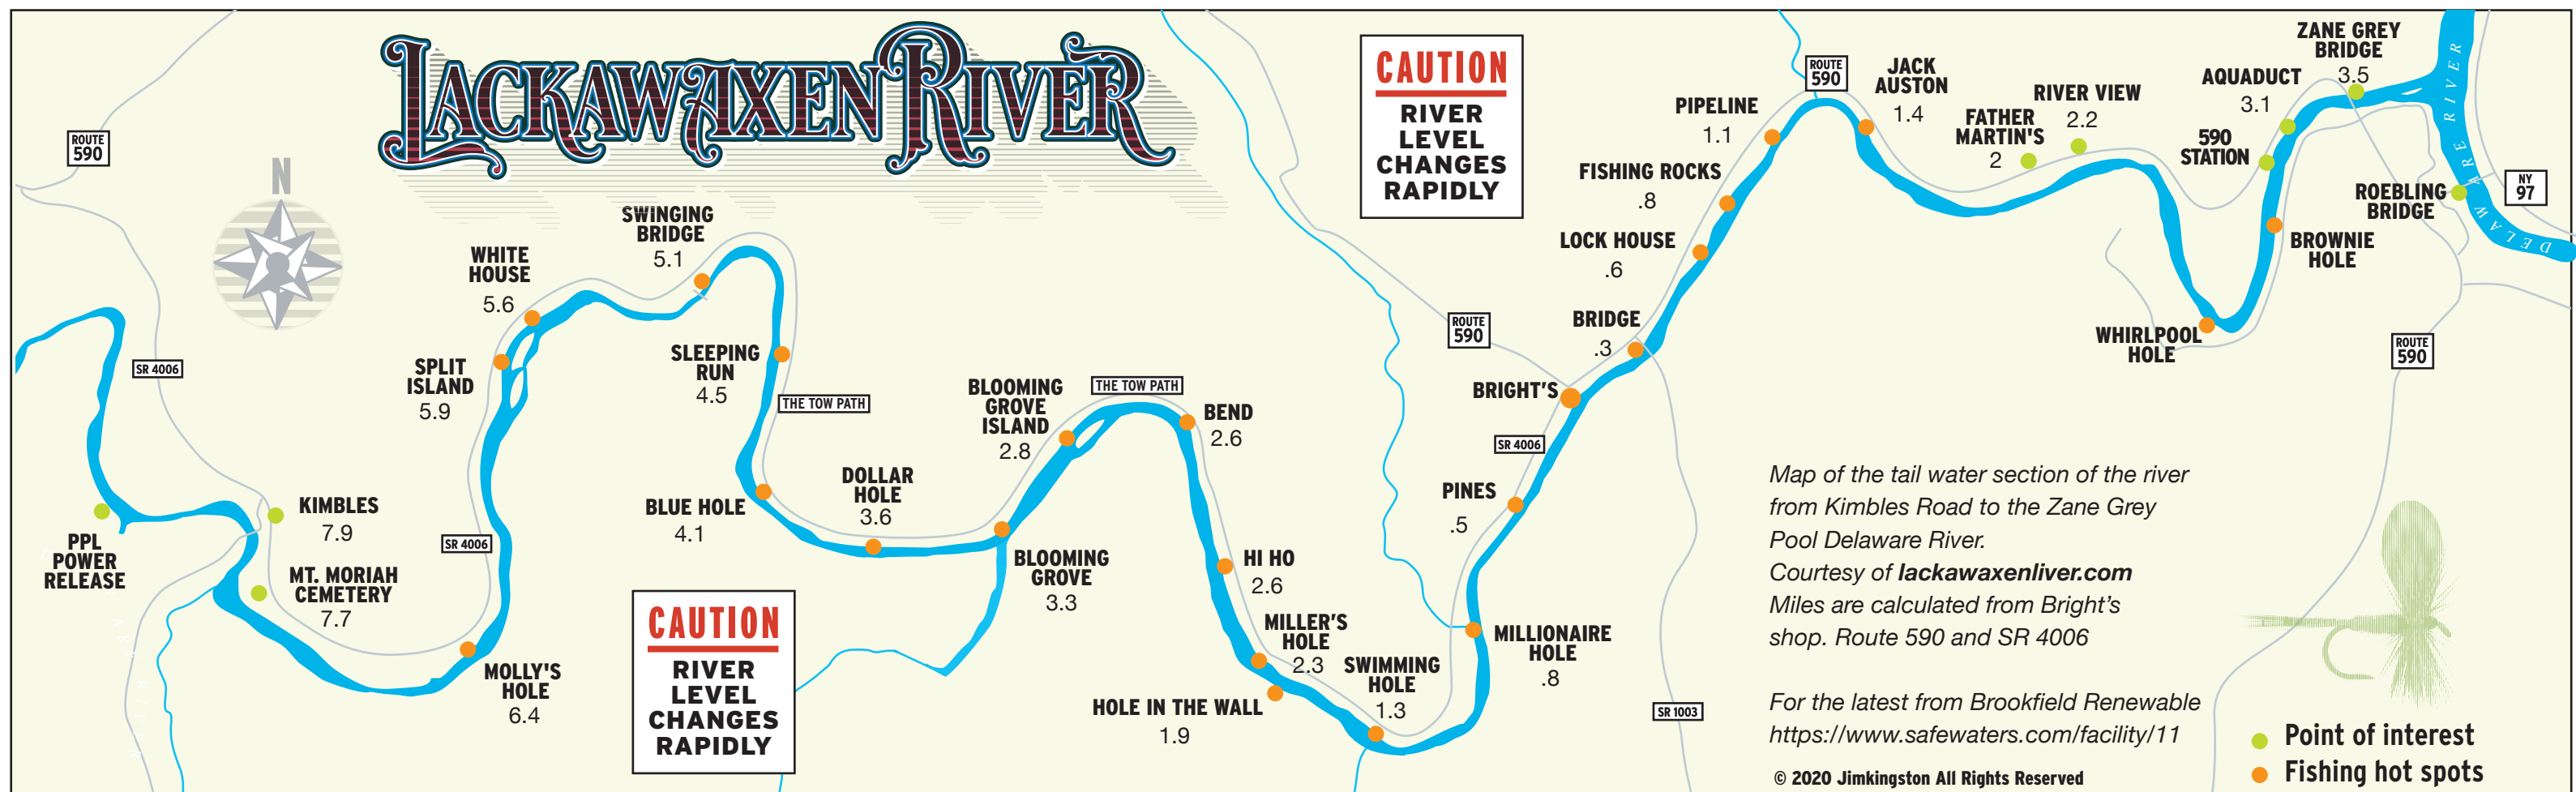 LACKAWAXEN RIVER
N
ROUTE
590
SR 4006
PPL
POWER
RELEASE
KIMBLES
7.9
MT. MORIAH
CEMETERY
7.7
MOLLY'S
HOLE
6.4
SR 4006
SPLIT
ISLAND
5.9
WHITE
HOUSE
5.6
SWINGING
BRIDGE
5.1
SLEEPING
RUN
4.5
THE TOW PATH
BLUE HOLE
4.1
DOLLAR
HOLE
3.6
BLOOMING
GROVE
3.3
BLOOMING
GROVE
ISLAND
2.8
THE TOW PATH
BEND
2.6
HI HO
2.6
MILLER'S
HOLE
2.3
HOLE IN THE WALL
1.9
SWIMMING
HOLE
1.3
MILLIONAIRE
HOLE
.8
PINES
.5
SR 4006
BRIGHT'S
ROUTE
590
BRIDGE
.3
LOCK HOUSE
.6
FISHING ROCKS
.8
PIPELINE
1.1
ROUTE
590
JACK
AUSTON
1.4
FATHER
MARTIN'S
2
RIVER VIEW
2.2
WHIRLPOOL
HOLE
BROWNIE
HOLE
590
STATION
AQUADUCT
3.1
ZANE GREY
BRIDGE
3.5
ROEBLING
BRIDGE
DELAWARE RIVER
NY
97
ROUTE
590
SR 1003
CAUTION
RIVER
LEVEL
CHANGES
RAPIDLY
CAUTION
RIVER
LEVEL
CHANGES
RAPIDLY
Map of the tail water section of the river
from Kimbles Road to the Zane Grey
Pool Delaware River.
Courtesy of lackawaxenliver.com
Miles are calculated from Bright's
shop. Route 590 and SR 4006
For the latest from Brookfield Renewable
https://www.safewaters.com/facility/11
© 2020 Jimkingston All Rights Reserved
Point of interest
Fishing hot spots